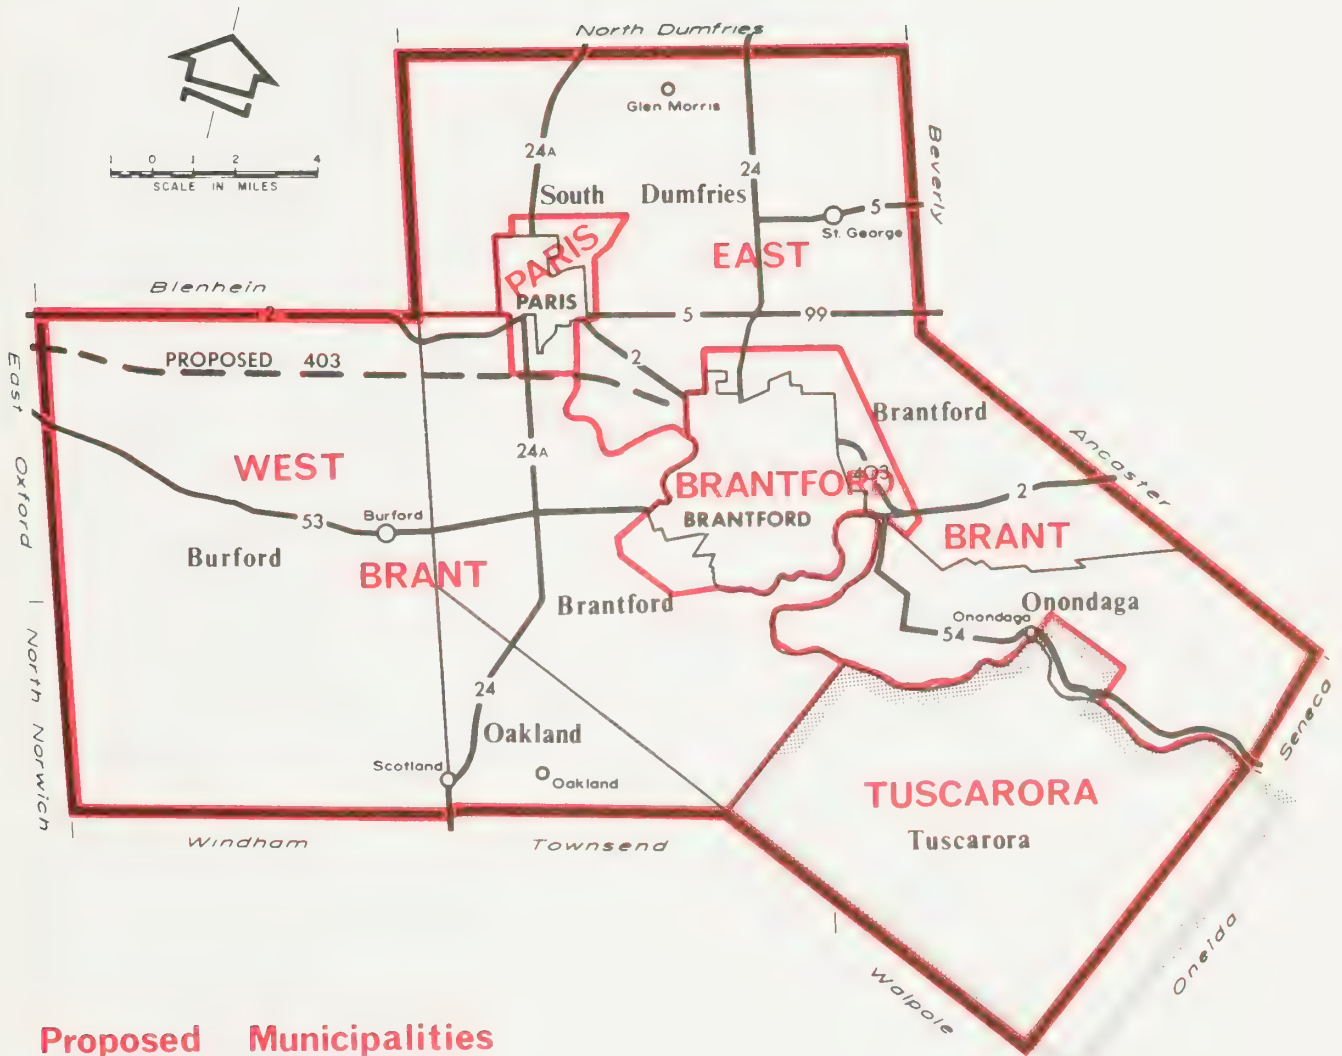 North Dumfries
Glen Morris
1 0 1 2 4
SCALE IN MILES
24A
24
Beverly
South Dumfries
5
St. George
PARIS
EAST
Blenhein
2
PARIS
5
99
PROPOSED 403
2
East Oxford
Brantford
Ancaster
24A
WEST
BRANTFORD
403
2
53
Burford
BRANTFORD
BRANT
Burford
BRANT
Brantford
Onondaga
Onondaga
54
North Norwich
24
Seneca
Oakland
Scotland
Oakland
TUSCARORA
Windham
Townsend
Tuscarora
Oneida
Walpole
Proposed Municipalities